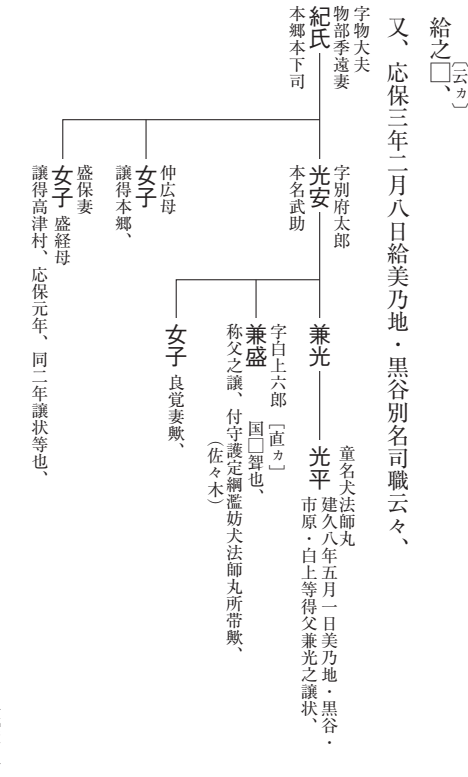 給之□、
〔云ヵ〕
又、応保三年二月八日給美乃地・黒谷別名司職云々、
字物大夫
物部季遠妻
紀氏
本郷本下司
字別府太郎
光安
本名武助
仲広母
女子
譲得本郷、
盛保妻
女子 盛経母
譲得高津村、応保元年、同二年譲状等也、
兼光
童名犬法師丸
光平
建久八年五月一日美乃地・黒谷・
市原・白上等得父兼光之譲状、
字白上六郎
兼盛
国□聟也、
[直ヵ]
称父之譲、付守護定綱濫妨犬法師丸所帯歟、
(佐々木)
女子 良覚妻歟、